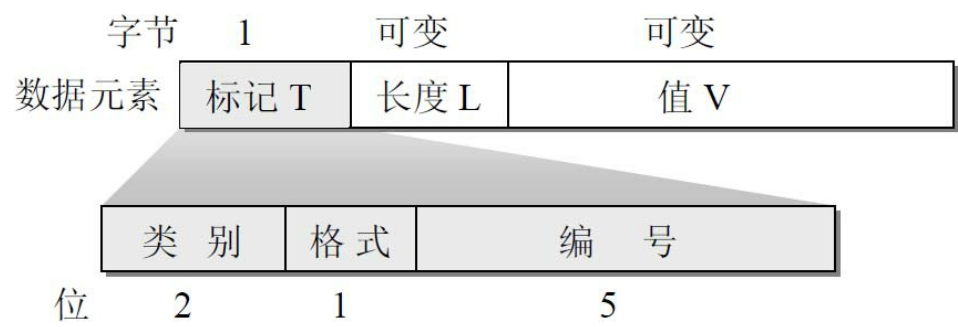 字节 1 可变 可变
数据元素 标记 T 长度 L 值 V
类 别 格 式 编 号
位 2 1 5